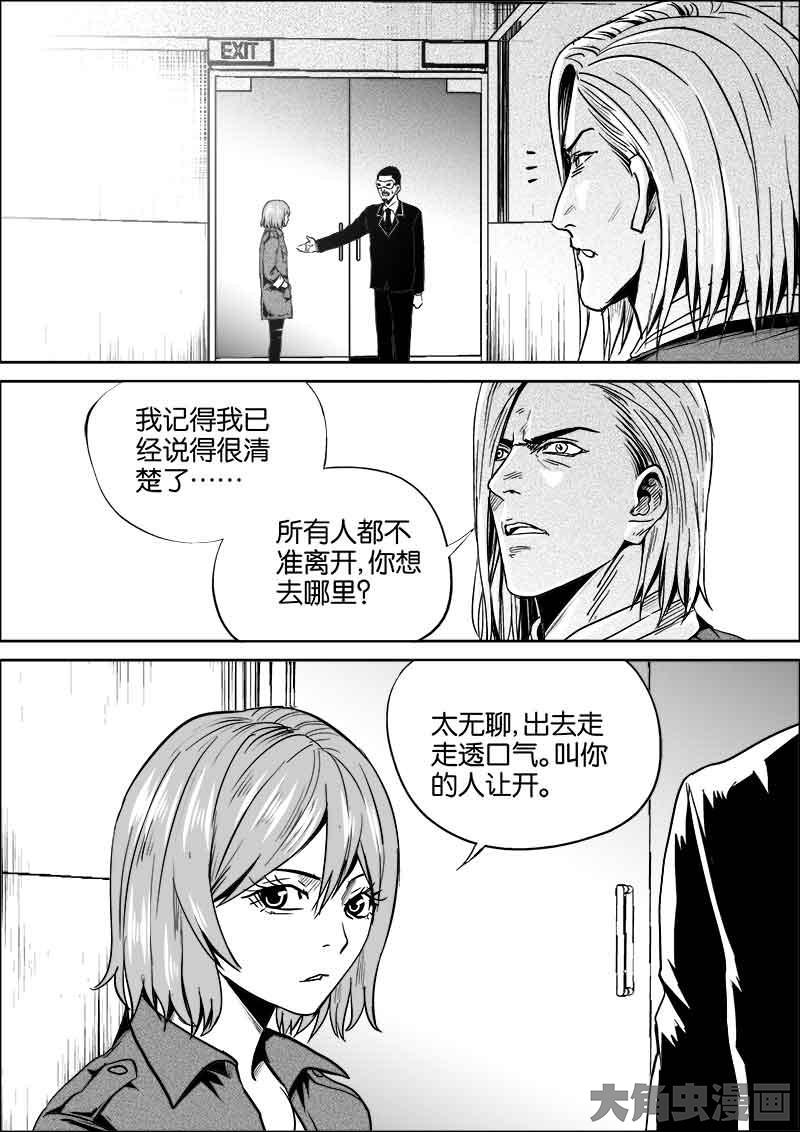 EXIT
我记得我已
经说得很清
楚了……
所有人都不
准离开,你想
去哪里?
太无聊,出去走
走透口气。叫你
的人让开。
大角虫漫画